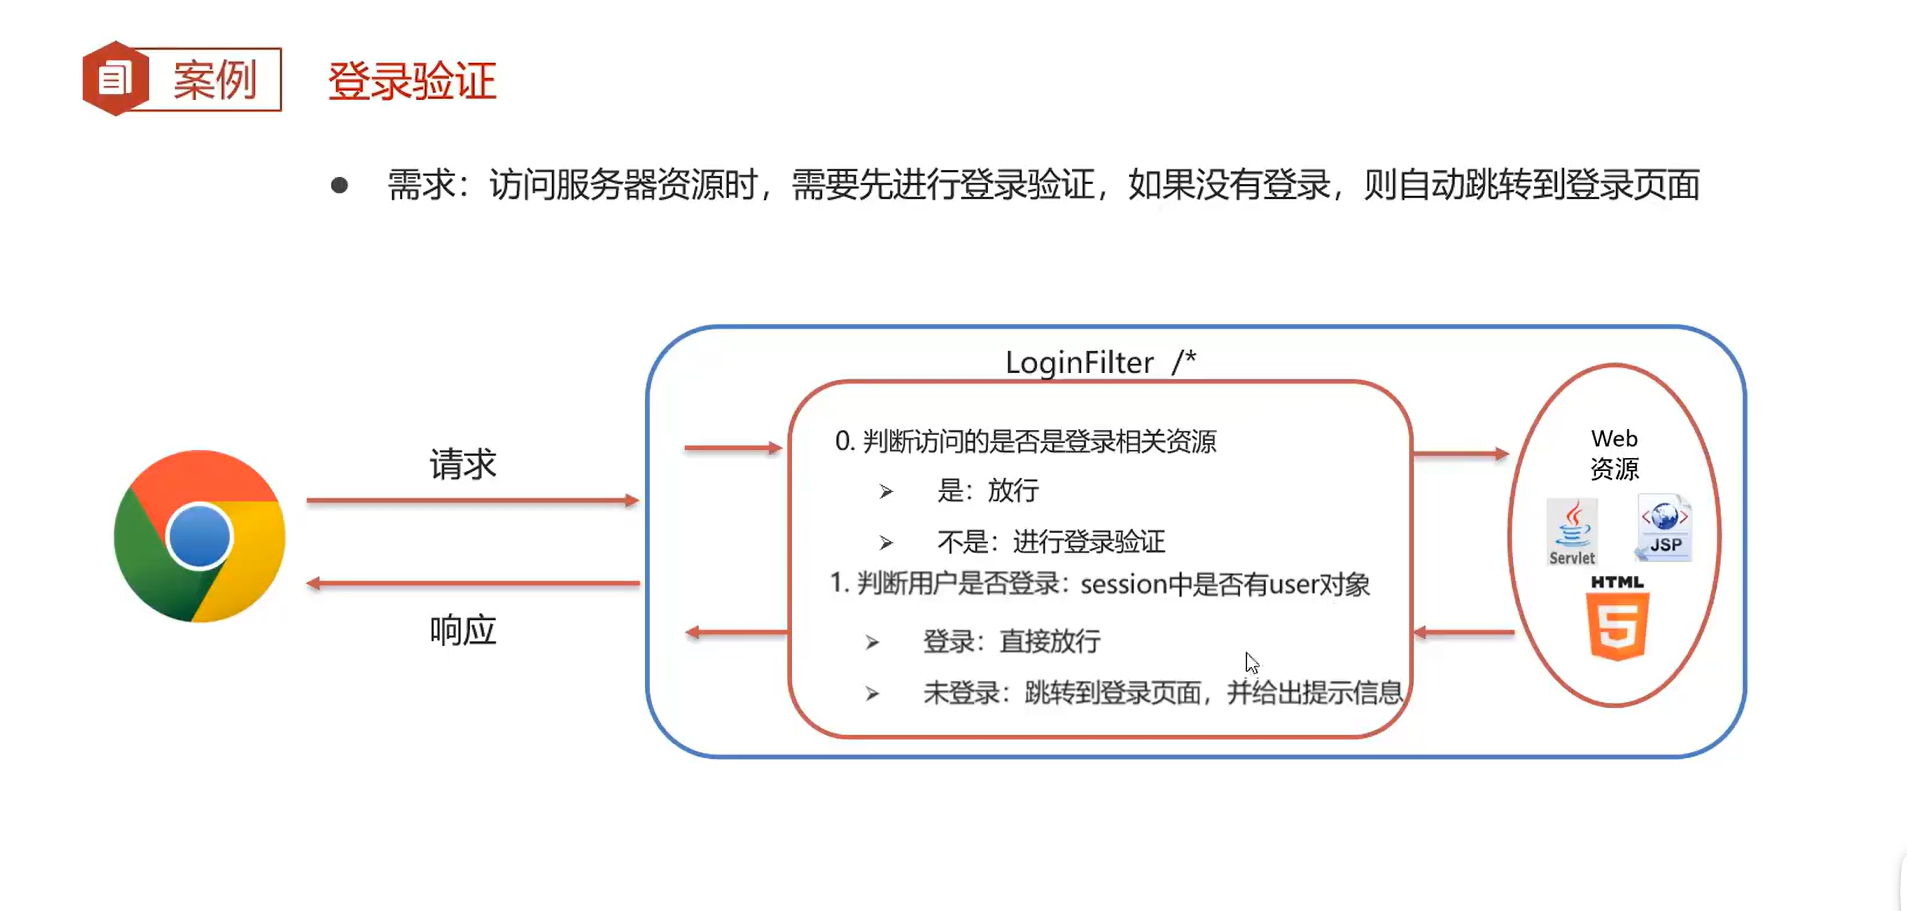 案例
登录验证
● 需求：访问服务器资源时，需要先进行登录验证，如果没有登录，则自动跳转到登录页面
LoginFilter /*
请求
响应
0. 判断访问的是否是登录相关资源
➢ 是：放行
➢ 不是：进行登录验证
1. 判断用户是否登录：session中是否有user对象
➢ 登录：直接放行
➢ 未登录：跳转到登录页面，并给出提示信息
Web
资源
Servlet
JSP
HTML
5